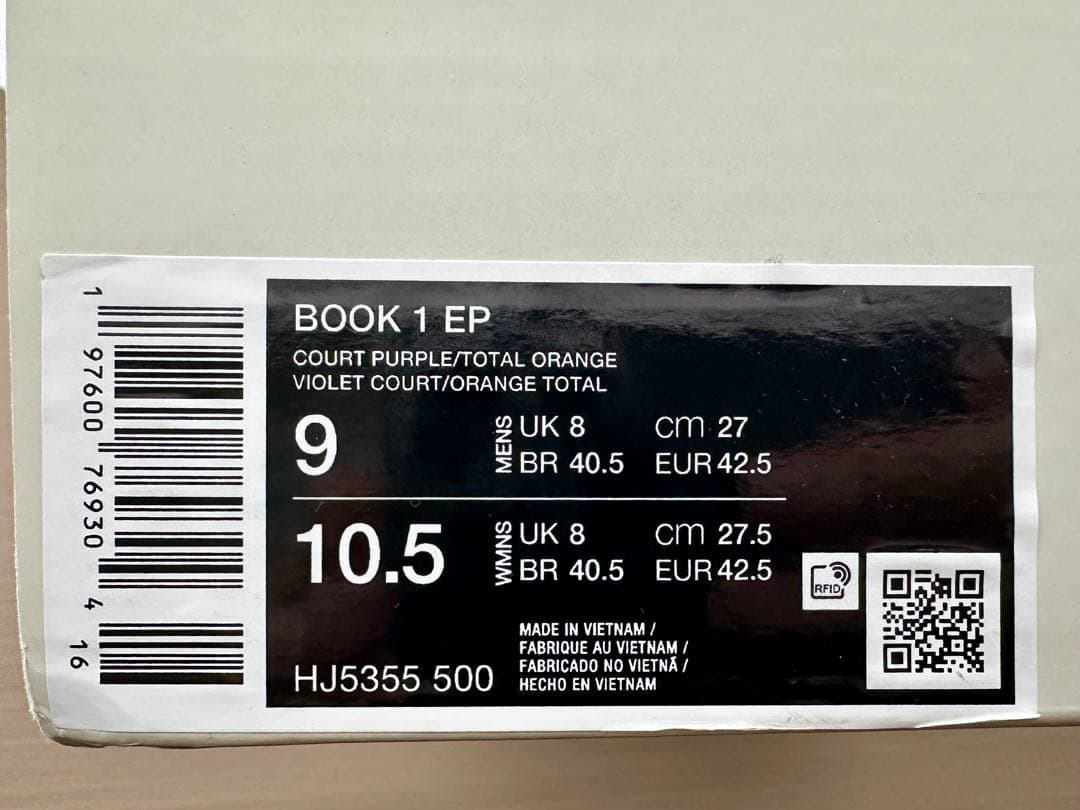 1 97600 76930 4 16
BOOK 1 EP
COURT PURPLE/TOTAL ORANGE
VIOLET COURT/ORANGE TOTAL
9
MENS
UK 8 cm 27
BR 40.5 EUR 42.5
10.5
WMNS
UK 8 cm 27.5
BR 40.5 EUR 42.5
RFID
HJ5355 500
MADE IN VIETNAM /
FABRIQUE AU VIETNAM /
FABRICADO NO VIETNÃ /
HECHO EN VIETNAM